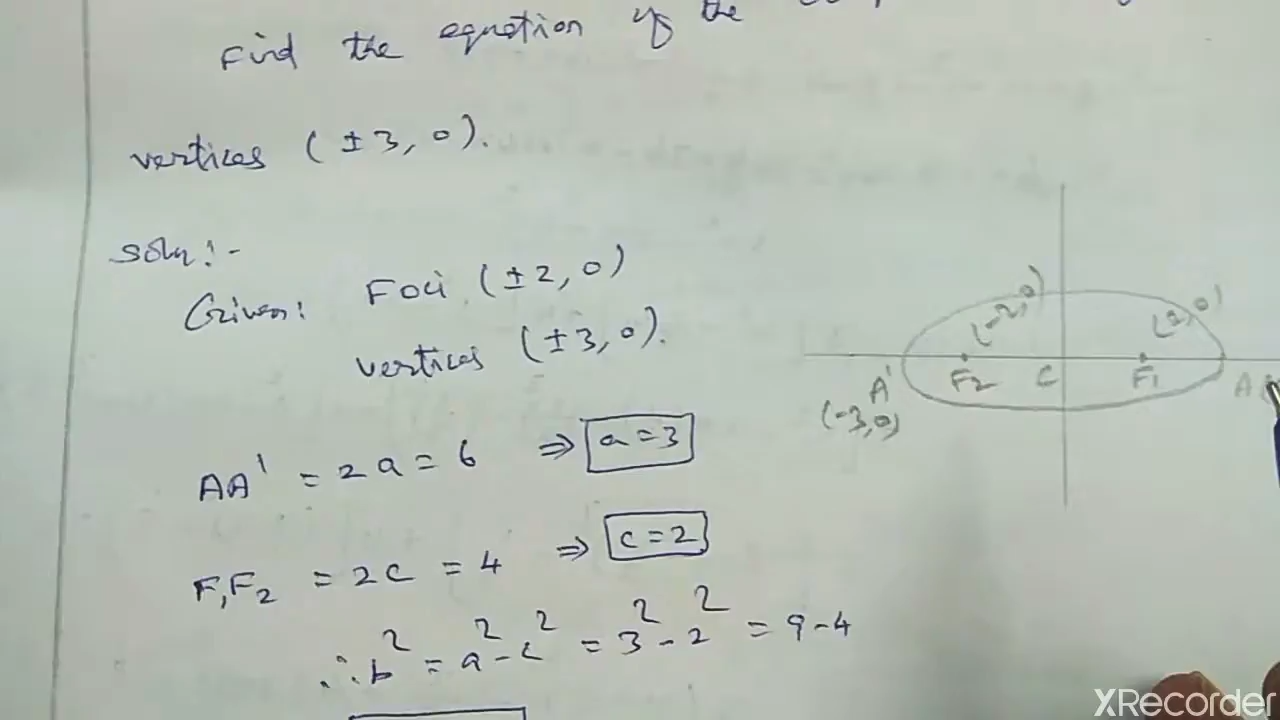 Find the equation of the
vertices (±3, 0).
Soln:-
Given: Foci (±2, 0)
vertices (±3, 0).
AA' = 2a = 6 ⇒ a = 3
F₁F₂ = 2c = 4 ⇒ c = 2
∴ b² = a² - c² = 3² - 2² = 9 - 4
(-2, 0)
(2, 0)
A' F2 C F1 A
(-3, 0)
XRecorder